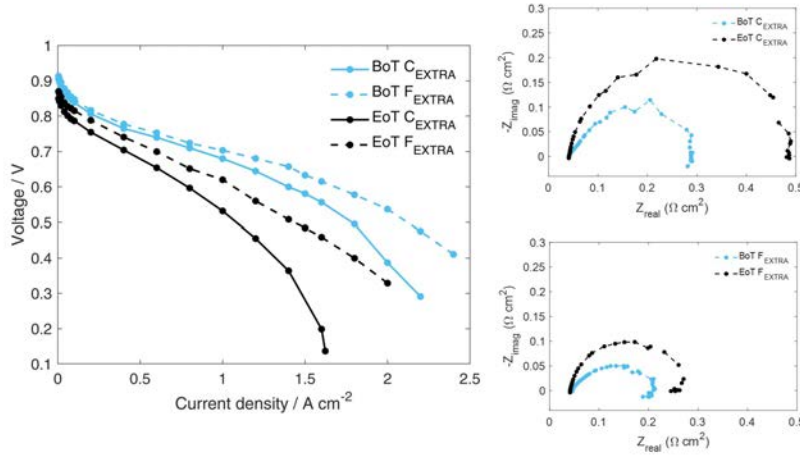 1
0.9
0.8
0.7
0.6
0.5
0.4
0.3
0.2
0.1
Voltage / V
0 0.5 1 1.5 2 2.5
Current density / A cm-2
BoT CEXTRA
BoT FEXTRA
EoT CEXTRA
EoT FEXTRA
0.3
0.25
0.2
0.15
0.1
0.05
0
-Zimag (Ω cm2)
0 0.1 0.2 0.3 0.4 0.5
Zreal (Ω cm2)
BoT CEXTRA
EoT CEXTRA
0.3
0.25
0.2
0.15
0.1
0.05
0
-Zimag (Ω cm2)
0 0.1 0.2 0.3 0.4 0.5
Zreal (Ω cm2)
BoT FEXTRA
EoT FEXTRA